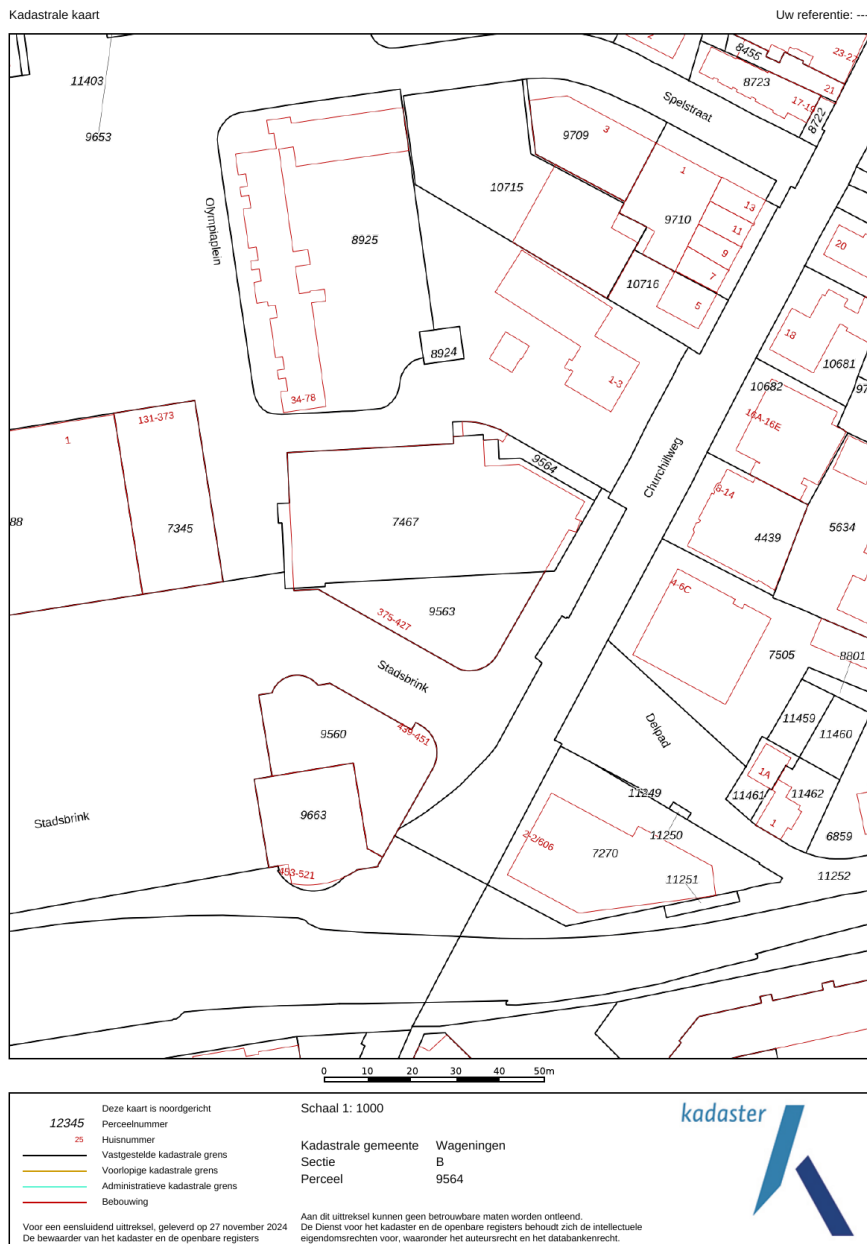 Kadastrale kaart
Uw referentie: ---
2
23-27
8455
11403
8723
21
17-19
Spelstraat
8722
9653
9709
3
1
10715
13
Olympiaplein
9710
11
8925
9
20
7
10716
5
18
8924
10681
1-3
10682
97
34-78
131-373
16A-16E
1
Churchillweg
9564
8-14
88
7467
7345
4439
5634
4-6C
375-427
9563
7505
8801
Stadsbrink
11459
Delpad
9560
439-451
11460
1A
11249
11461
11462
9663
Stadsbrink
1
11250
2-2/606
6859
7270
453-521
11251
11252
0 10 20 30 40 50m
Deze kaart is noordgericht
12345 Perceelnummer
25 Huisnummer
Vastgestelde kadastrale grens
Voorlopige kadastrale grens
Administratieve kadastrale grens
Bebouwing
Voor een eensluidend uittreksel, geleverd op 27 november 2024
De bewaarder van het kadaster en de openbare registers
Schaal 1: 1000
Kadastrale gemeente Wageningen
Sectie B
Perceel 9564
Aan dit uittreksel kunnen geen betrouwbare maten worden ontleend.
De Dienst voor het kadaster en de openbare registers behoudt zich de intellectuele
eigendomsrechten voor, waaronder het auteursrecht en het databankenrecht.
kadaster